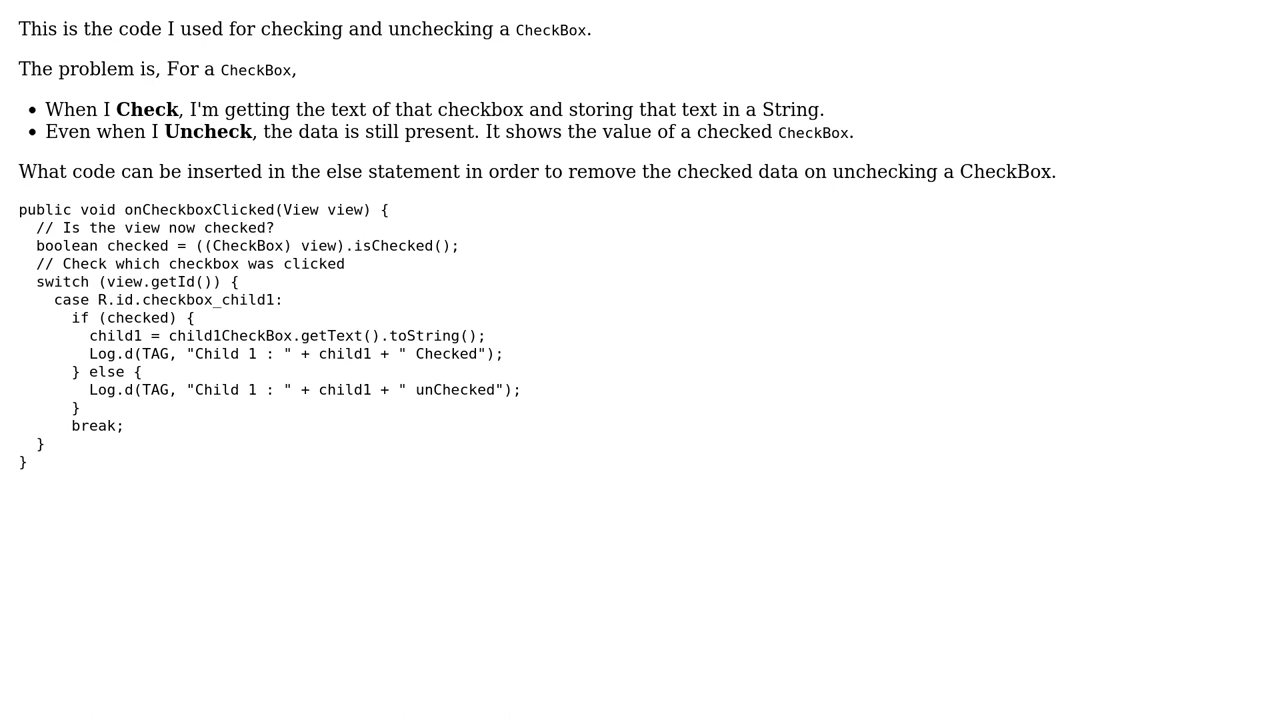 This is the code I used for checking and unchecking a CheckBox.
The problem is, For a CheckBox,
• When I Check, I'm getting the text of that checkbox and storing that text in a String.
• Even when I Uncheck, the data is still present. It shows the value of a checked CheckBox.
What code can be inserted in the else statement in order to remove the checked data on unchecking a CheckBox.
public void onCheckboxClicked(View view) {
  // Is the view now checked?
  boolean checked = ((CheckBox) view).isChecked();
  // Check which checkbox was clicked
  switch (view.getId()) {
    case R.id.checkbox_child1:
      if (checked) {
        child1 = child1CheckBox.getText().toString();
        Log.d(TAG, "Child 1 : " + child1 + " Checked");
      } else {
        Log.d(TAG, "Child 1 : " + child1 + " unChecked");
      }
      break;
  }
}